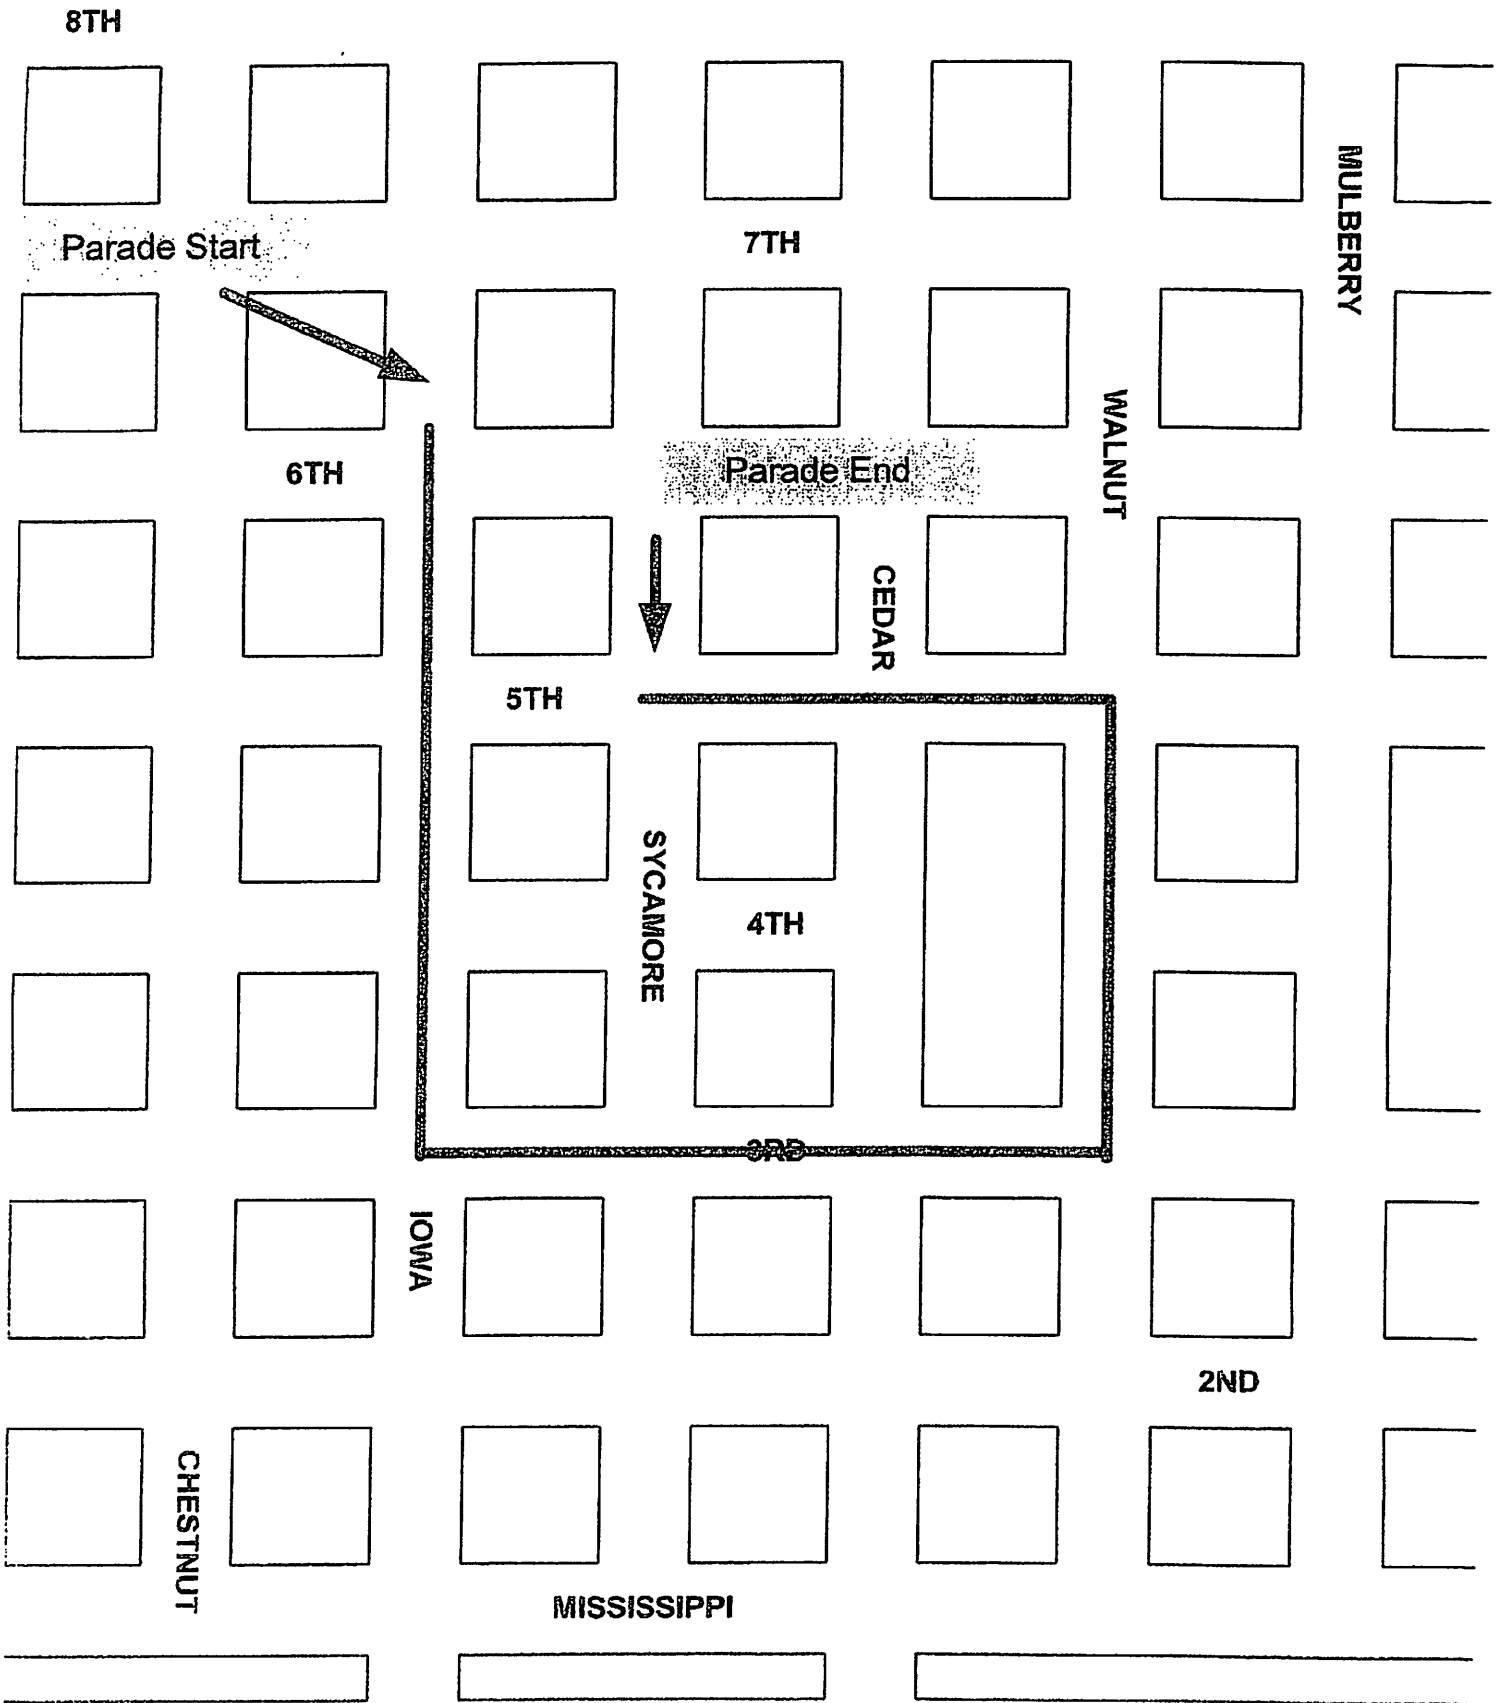 8TH
MULBERRY
Parade Start
7TH
WALNUT
6TH
Parade End
CEDAR
5TH
SYCAMORE
4TH
3RD
IOWA
2ND
CHESTNUT
MISSISSIPPI